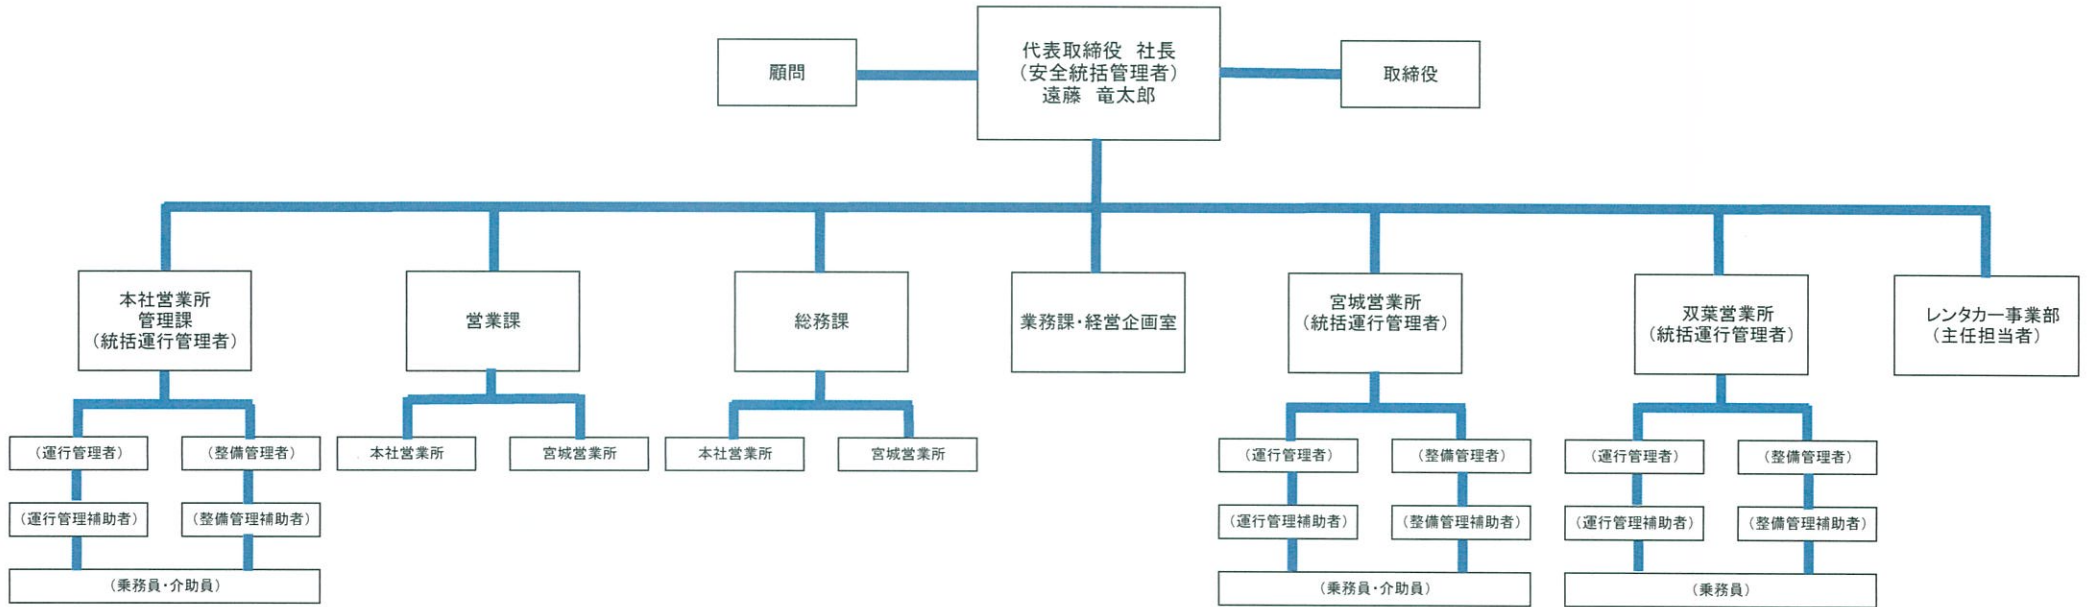 顧問
代表取締役 社長
（安全統括管理者）
遠藤 竜太郎
取締役
本社営業所
管理課
（統括運行管理者）
営業課
総務課
業務課・経営企画室
宮城営業所
（統括運行管理者）
双葉営業所
（統括運行管理者）
レンタカー事業部
（主任担当者）
（運行管理者）
（整備管理者）
本社営業所
宮城営業所
本社営業所
宮城営業所
（運行管理者）
（整備管理者）
（運行管理者）
（整備管理者）
（運行管理補助者）
（整備管理補助者）
（運行管理補助者）
（整備管理補助者）
（運行管理補助者）
（整備管理補助者）
（乗務員・介助員）
（乗務員・介助員）
（乗務員）